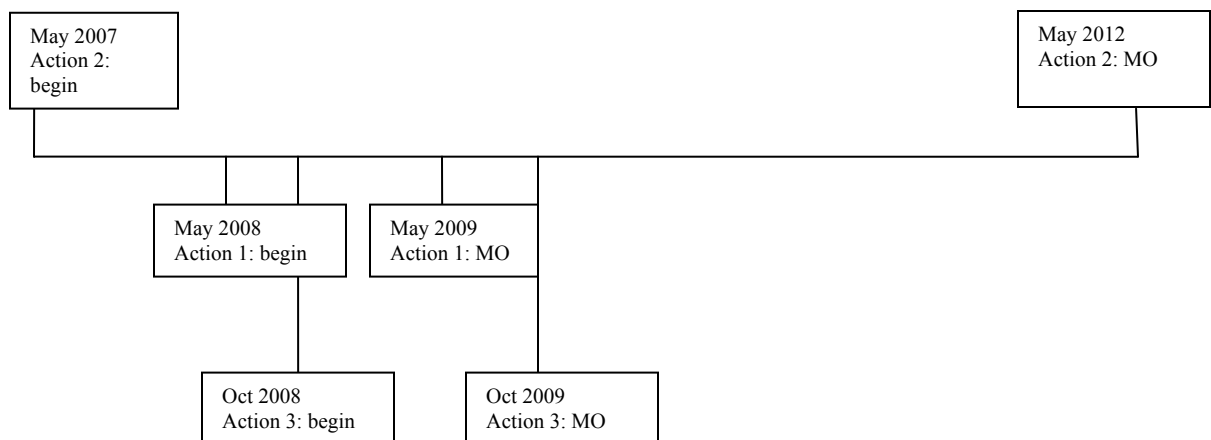 May 2007
Action 2:
begin
May 2012
Action 2: MO
May 2008
Action 1: begin
May 2009
Action 1: MO
Oct 2008
Action 3: begin
Oct 2009
Action 3: MO